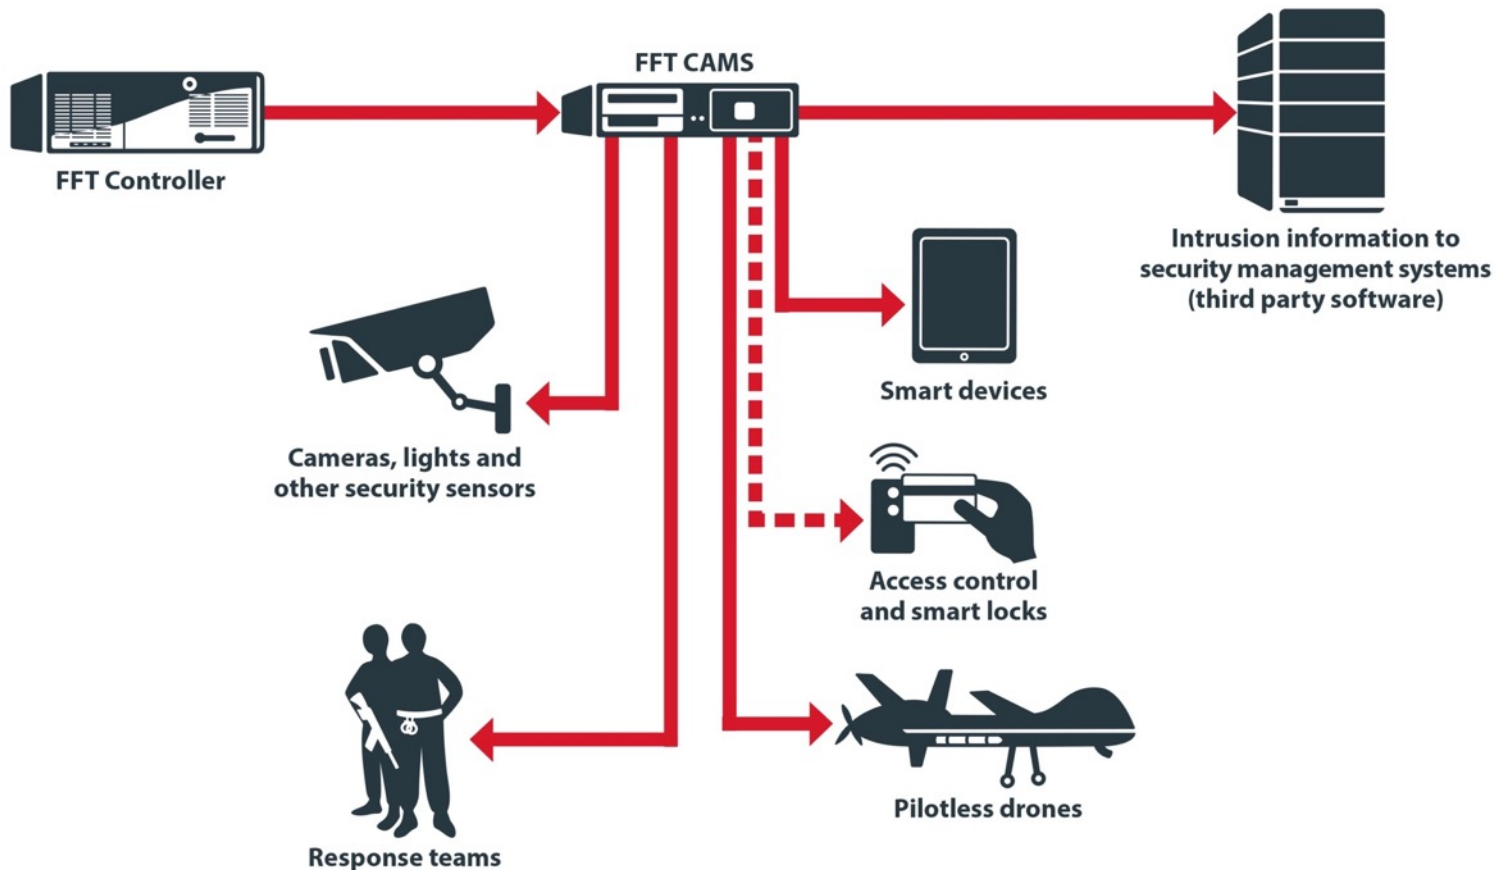 FFT CAMS
FFT Controller
Intrusion information to
security management systems
(third party software)
Smart devices
Cameras, lights and
other security sensors
Access control
and smart locks
Pilotless drones
Response teams